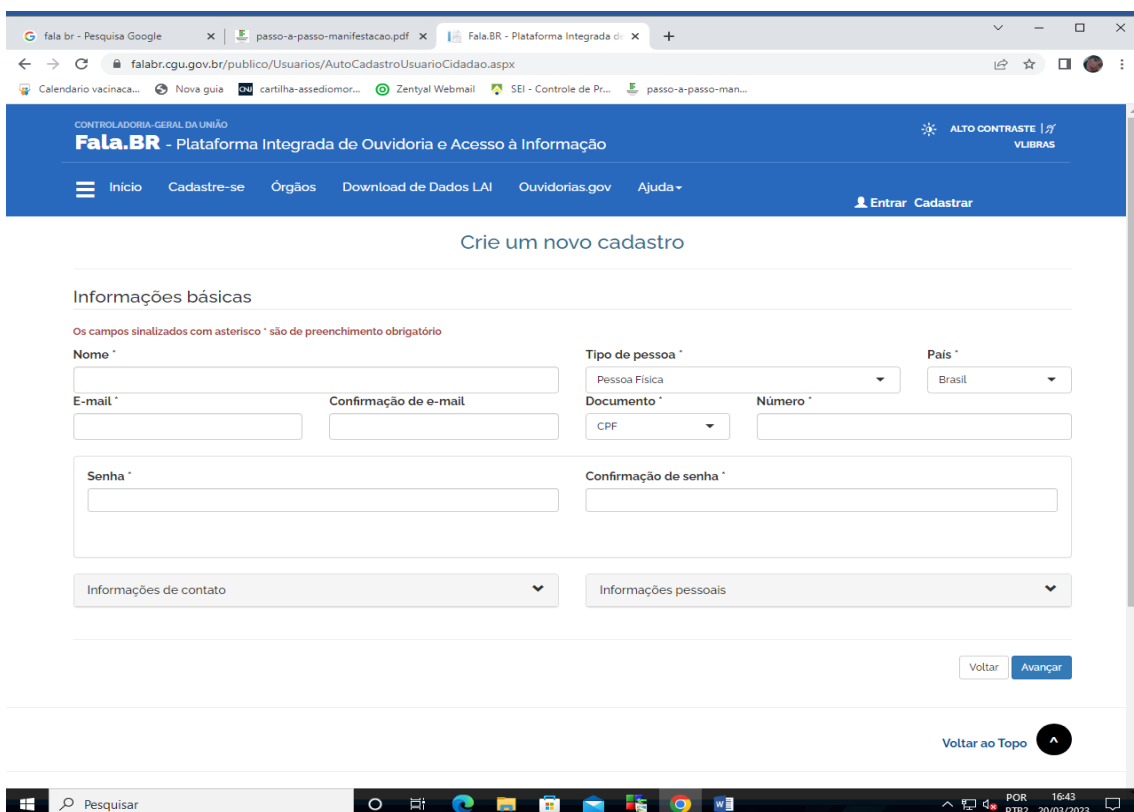 fala br - Pesquisa Google
passo-a-passo-manifestacao.pdf
Fala.BR - Plataforma Integrada de
falabr.cgu.gov.br/publico/Usuarios/AutoCadastroUsuarioCidadao.aspx
Calendario vacinaca... Nova guia cartilha-assediomor... Zentyal Webmail SEI - Controle de Pr... passo-a-passo-man...
CONTROLADORIA-GERAL DA UNIÃO
Fala.BR - Plataforma Integrada de Ouvidoria e Acesso à Informação
ALTO CONTRASTE |
VLIBRAS
Início Cadastre-se Órgãos Download de Dados LAI Ouvidorias.gov Ajuda
Entrar Cadastrar
Crie um novo cadastro
Informações básicas
Os campos sinalizados com asterisco * são de preenchimento obrigatório
Nome * Tipo de pessoa * País *
Pessoa Física Brasil
E-mail * Confirmação de e-mail Documento * Número *
CPF
Senha * Confirmação de senha *
Informações de contato Informações pessoais
Voltar Avançar
Voltar ao Topo
Pesquisar
POR 16:43
PTB2 20/03/2023